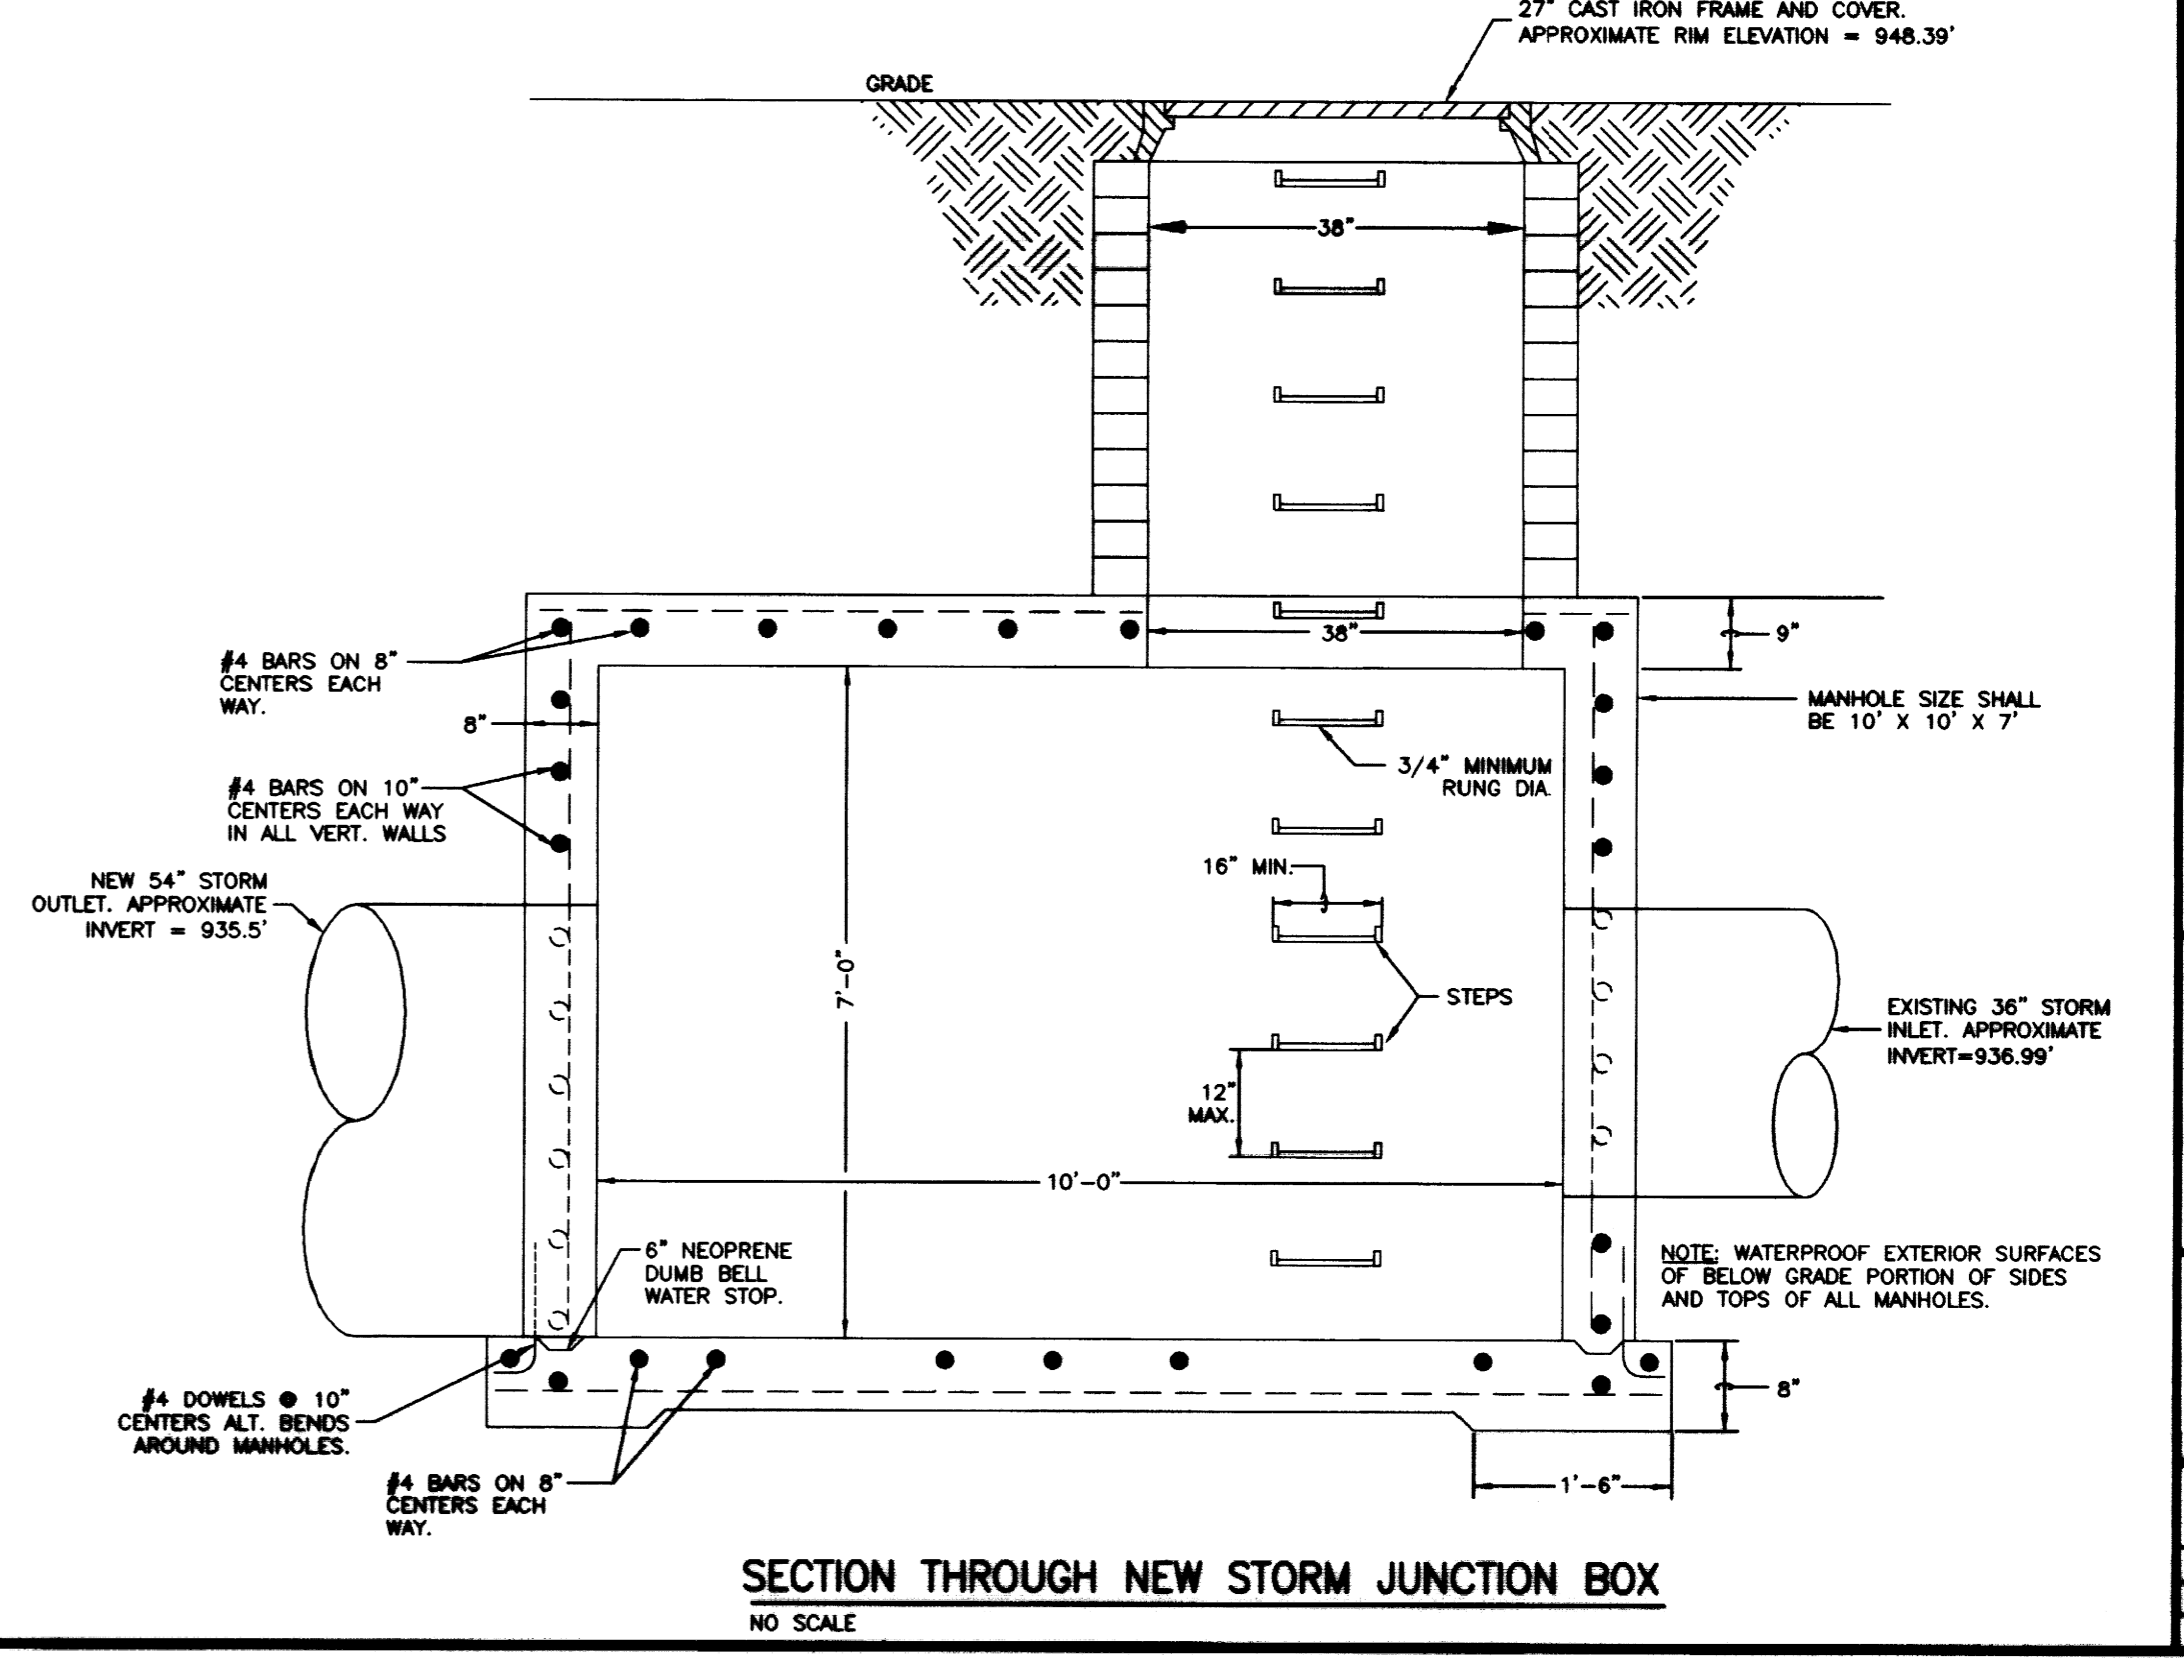 27" CAST IRON FRAME AND COVER.
APPROXIMATE RIM ELEVATION = 948.39'
GRADE
38"
38"
9"
#4 BARS ON 8"
CENTERS EACH
WAY.
8"
MANHOLE SIZE SHALL
BE 10' X 10' X 7'
3/4" MINIMUM
RUNG DIA.
#4 BARS ON 10"
CENTERS EACH WAY
IN ALL VERT. WALLS
16" MIN.
NEW 54" STORM
OUTLET. APPROXIMATE
INVERT = 935.5'
7'-0"
STEPS
EXISTING 36" STORM
INLET. APPROXIMATE
INVERT=936.99'
12"
MAX.
10'-0"
6" NEOPRENE
DUMB BELL
WATER STOP.
NOTE: WATERPROOF EXTERIOR SURFACES
OF BELOW GRADE PORTION OF SIDES
AND TOPS OF ALL MANHOLES.
#4 DOWELS @ 10"
CENTERS ALT. BENDS
AROUND MANHOLES.
8"
#4 BARS ON 8"
CENTERS EACH
WAY.
1'-6"
SECTION THROUGH NEW STORM JUNCTION BOX
NO SCALE